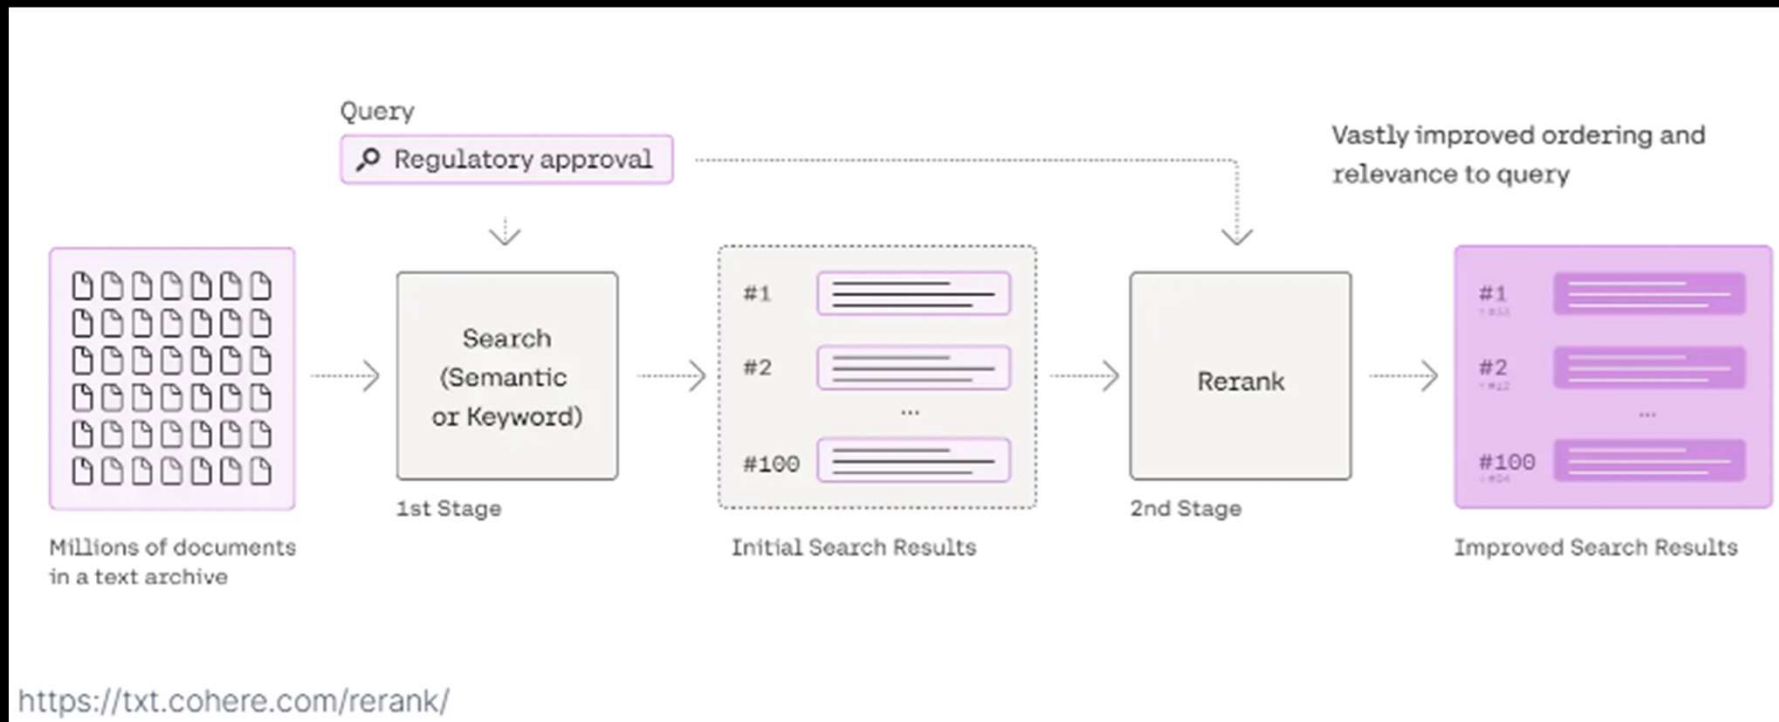 Query
Regulatory approval
Vastly improved ordering and
relevance to query
Search
(Semantic
or Keyword)
1st Stage
Millions of documents
in a text archive
#1
#2
...
#100
Initial Search Results
Rerank
2nd Stage
#1
#2
...
#100
Improved Search Results
https://txt.cohere.com/rerank/